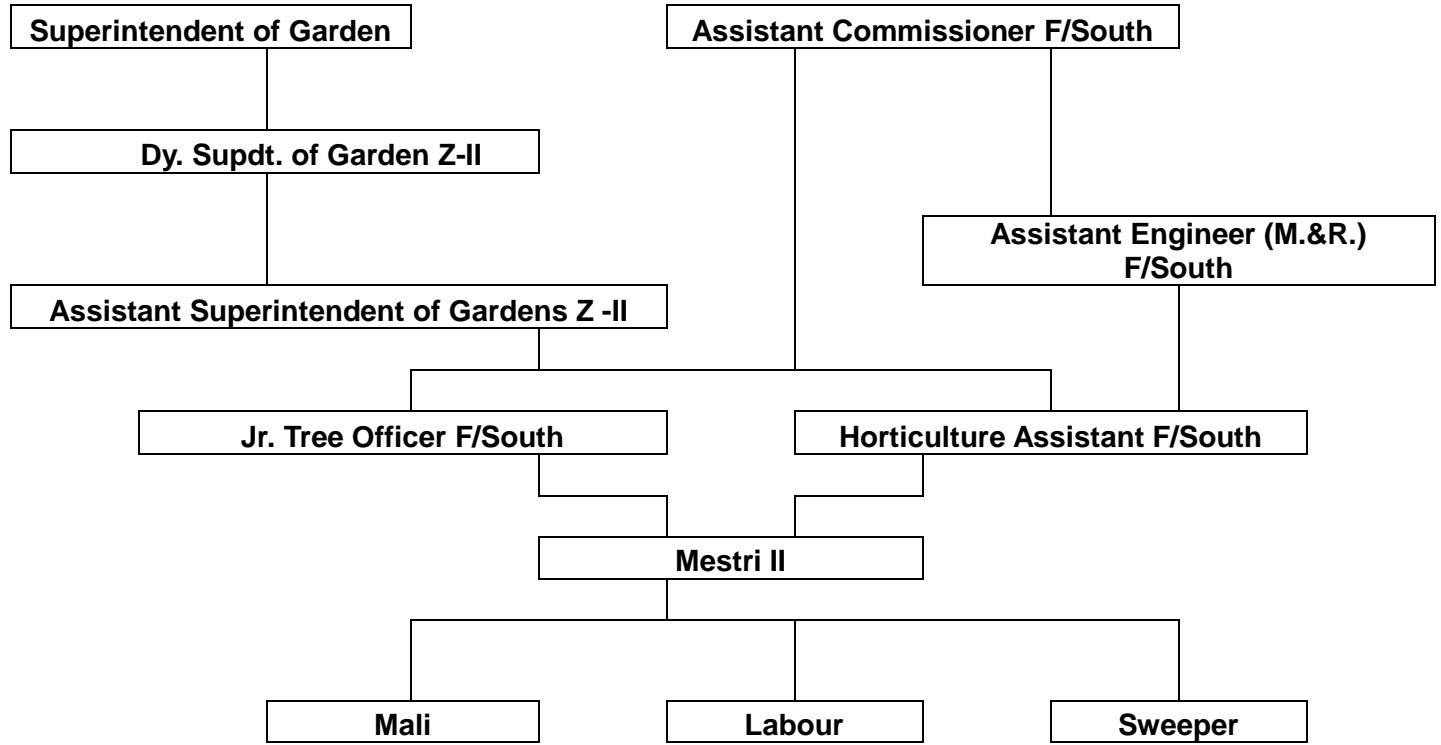 Superintendent of Garden
Assistant Commissioner F/South
Dy. Supdt. of Garden Z-II
Assistant Engineer (M.&R.)
F/South
Assistant Superintendent of Gardens Z -II
Jr. Tree Officer F/South
Horticulture Assistant F/South
Mestri II
Mali
Labour
Sweeper